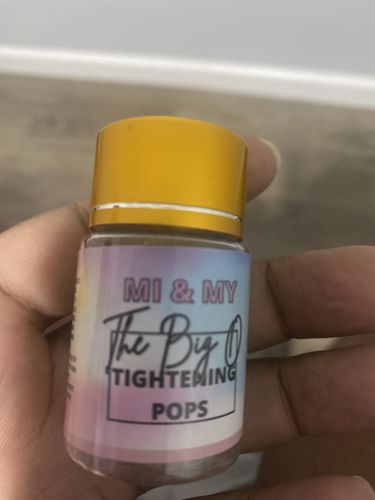 MI & MY
The Big O
TIGHTENING
POPS